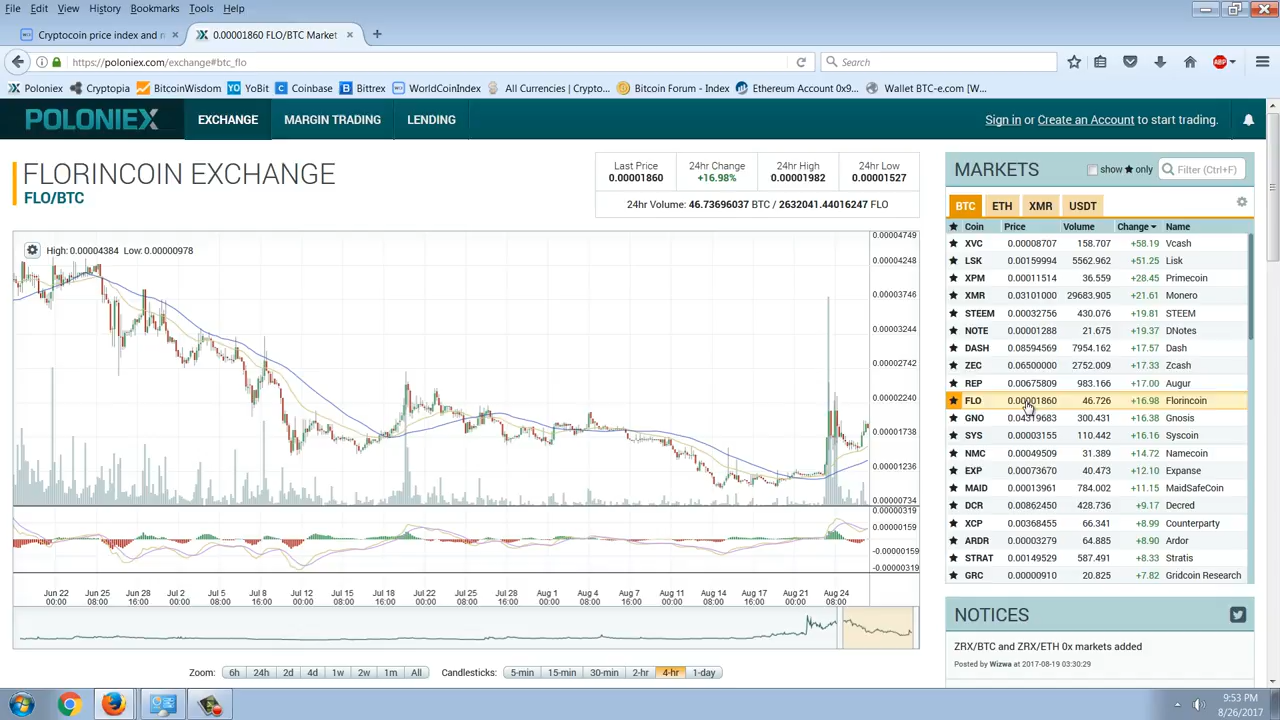 File Edit View History Bookmarks Tools Help
Cryptocoin price index and m × 0.00001860 FLO/BTC Market × +
https://poloniex.com/exchange#btc_flo Search ABP
Poloniex Cryptopia BitcoinWisdom YO YoBit C Coinbase B Bittrex WorldCoinIndex All Currencies | Crypto... Bitcoin Forum - Index Ethereum Account 0x9... Wallet BTC-e.com [W...
POLONIEX EXCHANGE MARGIN TRADING LENDING Sign in or Create an Account to start trading.
FLORINCOIN EXCHANGE
FLO/BTC
Last Price 24hr Change 24hr High 24hr Low
0.00001860 +16.98% 0.00001982 0.00001527
24hr Volume: 46.73696037 BTC / 2632041.44016247 FLO
High: 0.00004384 Low: 0.00000978
0.00004749
0.00004248
0.00003746
0.00003244
0.00002742
0.00002240
0.00001738
0.00001236
0.00000734
0.00000319
0.00000159
-0.00000159
-0.00000319
Jun 22 Jun 25 Jun 28 Jul 2 Jul 5 Jul 8 Jul 12 Jul 15 Jul 18 Jul 22 Jul 25 Jul 28 Aug 1 Aug 4 Aug 7 Aug 11 Aug 14 Aug 17 Aug 21 Aug 24
00:00 08:00 16:00 00:00 08:00 16:00 00:00 08:00 16:00 00:00 08:00 16:00 00:00 08:00 16:00 00:00 08:00 16:00 00:00 08:00
Zoom: 6h 24h 2d 4d 1w 2w 1m All Candlesticks: 5-min 15-min 30-min 2-hr 4-hr 1-day
MARKETS show ★ only Filter (Ctrl+F)
BTC ETH XMR USDT
★ Coin Price Volume Change Name
XVC 0.00008707 158.707 +58.19 Vcash
LSK 0.00159994 5562.962 +51.25 Lisk
XPM 0.00011514 36.559 +28.45 Primecoin
XMR 0.03101000 29683.905 +21.61 Monero
STEEM 0.00032756 430.076 +19.81 STEEM
NOTE 0.00001288 21.675 +19.37 DNotes
DASH 0.08594569 7954.162 +17.57 Dash
ZEC 0.06500000 2752.009 +17.33 Zcash
REP 0.00675809 983.166 +17.00 Augur
FLO 0.00001860 46.726 +16.98 Florincoin
GNO 0.04319683 300.431 +16.38 Gnosis
SYS 0.00003155 110.442 +16.16 Syscoin
NMC 0.00049509 31.389 +14.72 Namecoin
EXP 0.00073670 40.473 +12.10 Expanse
MAID 0.00013961 784.002 +11.15 MaidSafeCoin
DCR 0.00862450 428.736 +9.17 Decred
XCP 0.00368455 66.341 +8.99 Counterparty
ARDR 0.00003279 64.885 +8.90 Ardor
STRAT 0.00149529 587.491 +8.33 Stratis
GRC 0.00000910 20.825 +7.82 Gridcoin Research
NOTICES
ZRX/BTC and ZRX/ETH 0x markets added
Posted by Wizwa at 2017-08-19 03:30:29
9:53 PM
8/26/2017